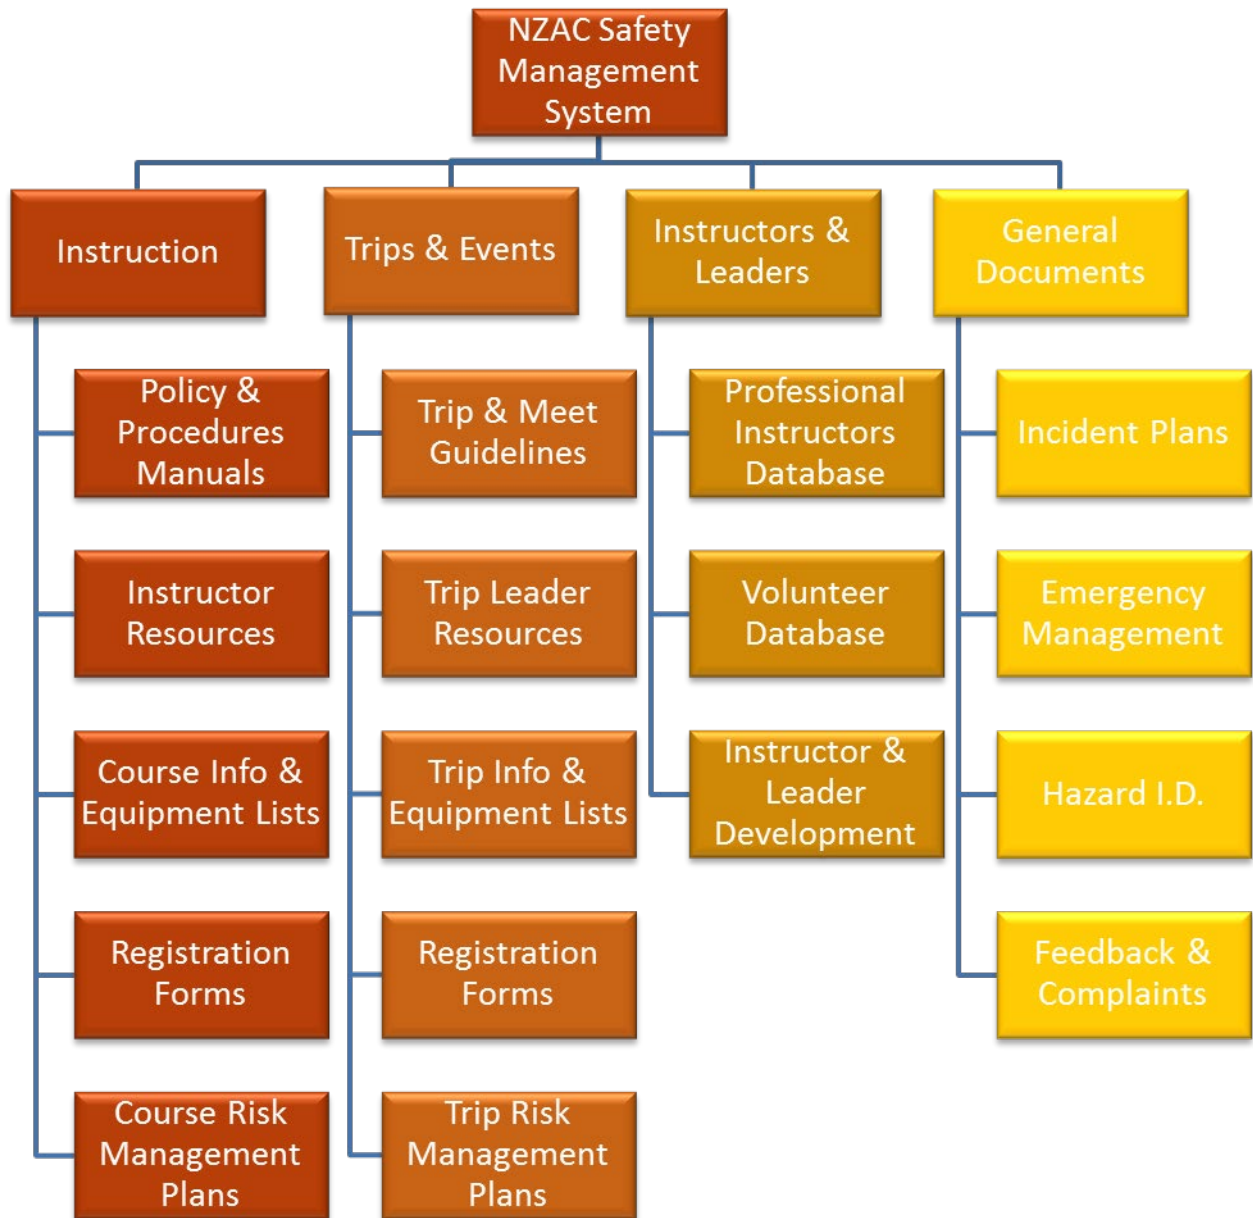 NZAC Safety
Management
System
Instruction
Trips & Events
Instructors &
Leaders
General
Documents
Policy &
Procedures
Manuals
Trip & Meet
Guidelines
Professional
Instructors
Database
Incident Plans
Instructor
Resources
Trip Leader
Resources
Volunteer
Database
Emergency
Management
Course Info &
Equipment Lists
Trip Info &
Equipment Lists
Instructor &
Leader
Development
Hazard I.D.
Registration
Forms
Registration
Forms
Feedback &
Complaints
Course Risk
Management
Plans
Trip Risk
Management
Plans